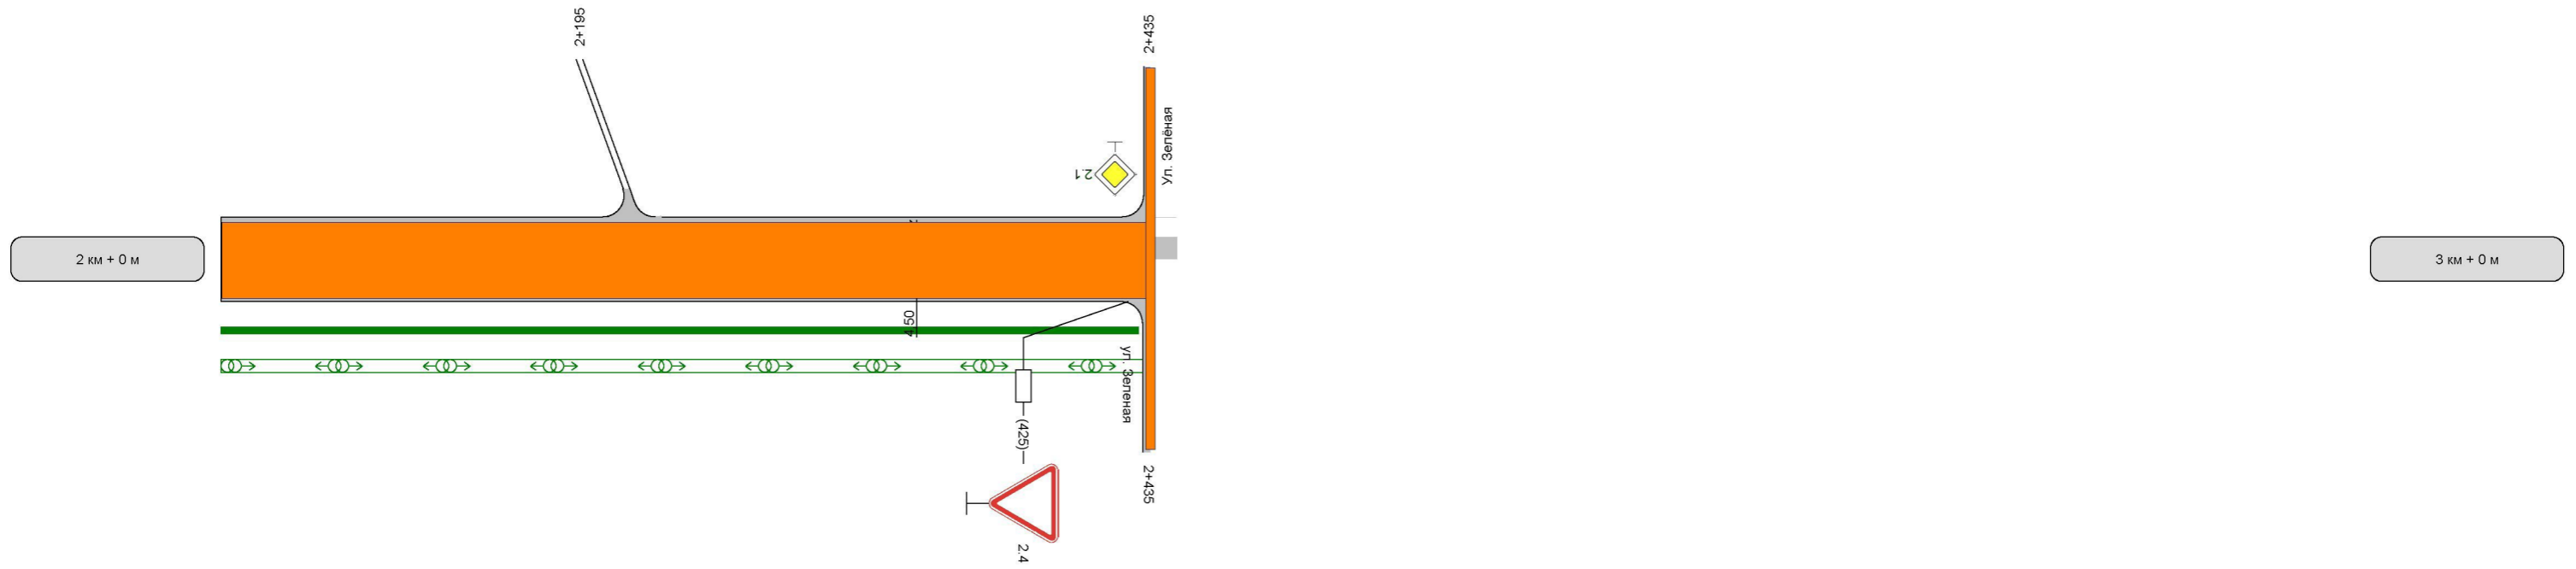 2+195
2+435
Ул. Зелёная
2.1
2 км + 0 м
3 км + 0 м
4.50
ул. Зеленая
(425)
2+435
2.4